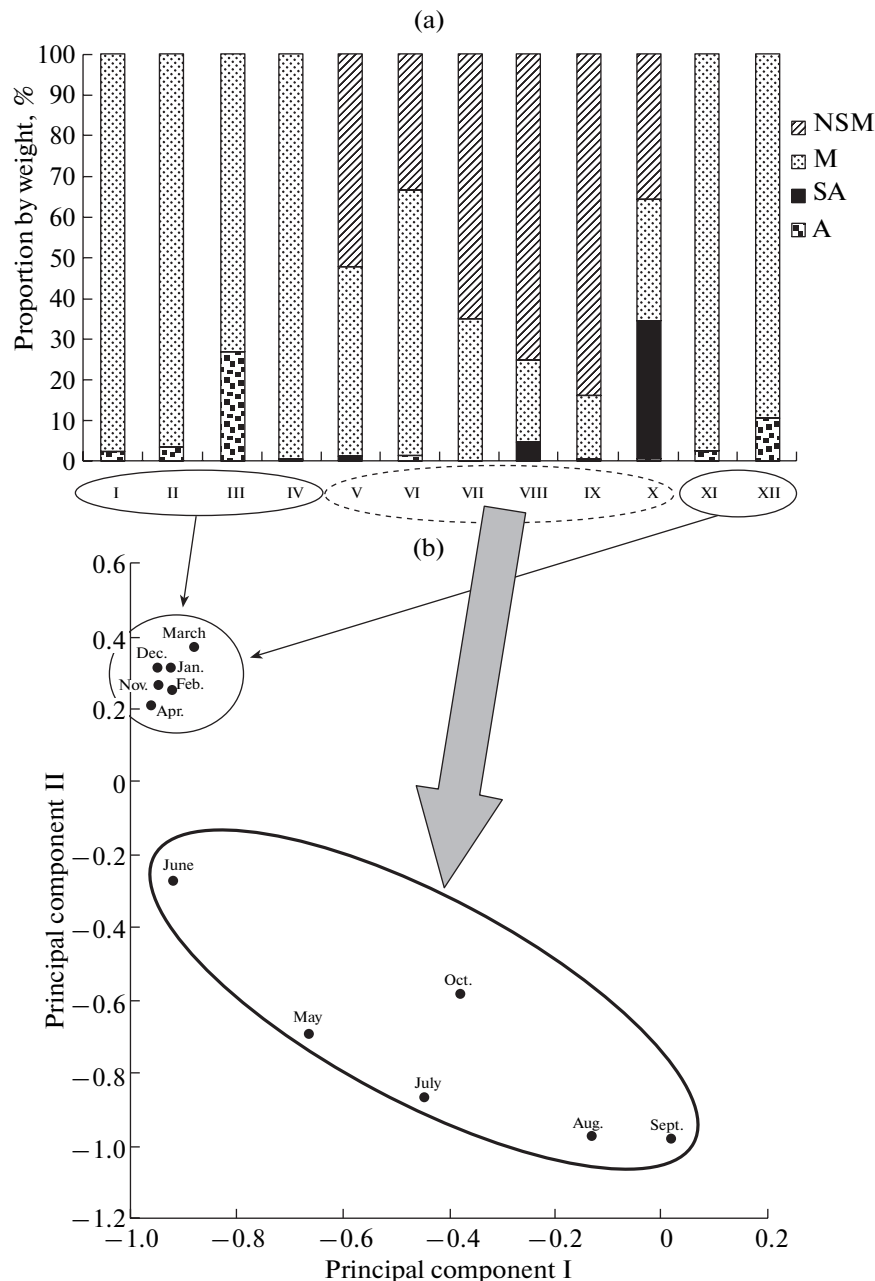 (a)
100
90
80
70
60
50
40
30
20
10
0
Proportion by weight, %
NSM
M
SA
A
I II III IV V VI VII VIII IX X XI XII
(b)
0.6
0.4
0.2
0
−0.2
−0.4
−0.6
−0.8
−1.0
−1.2
Principal component II
March
Dec.
Jan.
Nov.
Feb.
Apr.
June
Oct.
May
July
Aug.
Sept.
−1.0 −0.8 −0.6 −0.4 −0.2 0 0.2
Principal component I